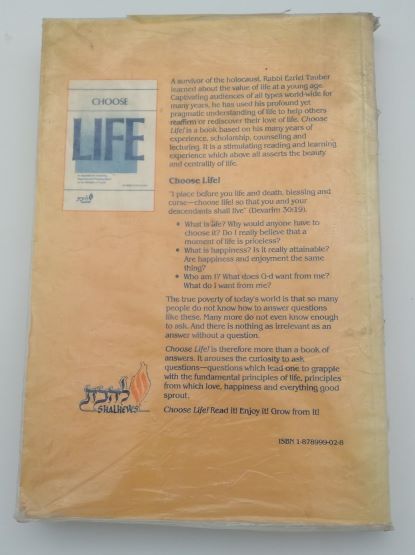 A survivor of the holocaust, Rabbi Ezriel Tauber
learned about the value of life at a young age.
Captivating audiences of all types world-wide for
many years, he has used his profound yet
pragmatic understanding of life to help others
reaffirm or rediscover their love of life. Choose
Life! is a book based on his many years of
experience, scholarship, counseling and
lecturing. It is a stimulating reading and learning
experience which above all asserts the beauty
and centrality of life.
CHOOSE
LIFE
Choose Life!
"I place before you life and death, blessing and
curse—choose life! so that you and your
descendants shall live" (Devarim 30:19).
• What is life? Why would anyone have to
choose it? Do I really believe that a
moment of life is priceless?
• What is happiness? Is it really attainable?
Are happiness and enjoyment the same
thing?
• Who am I? What does G-d want from me?
What do I want from me?
The true poverty of today's world is that so many
people do not know how to answer questions
like these. Many more do not even know enough
to ask. And there is nothing as irrelevant as an
answer without a question.
Choose Life! is therefore more than a book of
answers. It arouses the curiosity to ask
questions—questions which lead one to grapple
with the fundamental principles of life, principles
from which love, happiness and everything good
sprout.
Choose Life! Read it! Enjoy it! Grow from it!
שלהבת
SHALHEVES
ISBN 1-878999-02-8